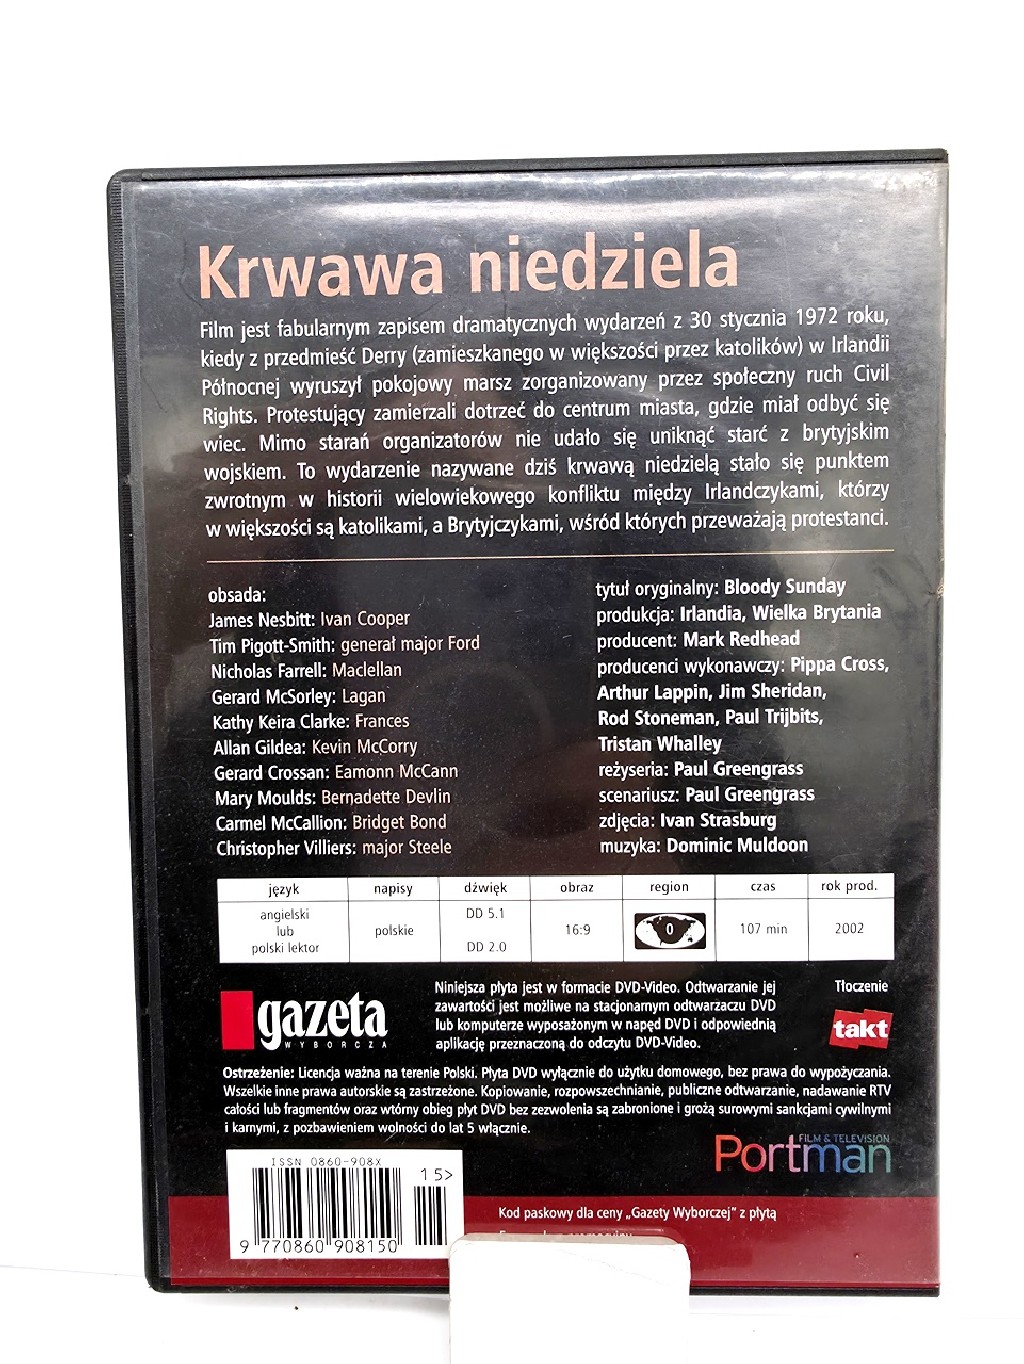 Krwawa niedziela
Film jest fabularnym zapisem dramatycznych wydarzeń z 30 stycznia 1972 roku,
kiedy z przedmieść Derry (zamieszkanego w większości przez katolików) w Irlandii
Północnej wyruszył pokojowy marsz zorganizowany przez społeczny ruch Civil
Rights. Protestujący zamierzali dotrzeć do centrum miasta, gdzie miał odbyć się
wiec. Mimo starań organizatorów nie udało się uniknąć starć z brytyjskim
wojskiem. To wydarzenie nazywane dziś krwawą niedzielą stało się punktem
zwrotnym w historii wielowiekowego konfliktu między Irlandczykami, którzy
w większości są katolikami, a Brytyjczykami, wśród których przeważają protestanci.
obsada:
James Nesbitt: Ivan Cooper
Tim Pigott-Smith: generał major Ford
Nicholas Farrell: Maclellan
Gerard McSorley: Lagan
Kathy Keira Clarke: Frances
Allan Gildea: Kevin McCorry
Gerard Crossan: Eamonn McCann
Mary Moulds: Bernadette Devlin
Carmel McCallion: Bridget Bond
Christopher Villiers: major Steele
tytuł oryginalny: Bloody Sunday
produkcja: Irlandia, Wielka Brytania
producent: Mark Redhead
producenci wykonawczy: Pippa Cross,
Arthur Lappin, Jim Sheridan,
Rod Stoneman, Paul Trijbits,
Tristan Whalley
reżyseria: Paul Greengrass
scenariusz: Paul Greengrass
zdjęcia: Ivan Strasburg
muzyka: Dominic Muldoon
język napisy dźwięk obraz region czas rok prod.
angielski
lub
polski lektor
polskie
DD 5.1
DD 2.0
16:9
0
107 min
2002
gazeta
WYBORCZA
Niniejsza płyta jest w formacie DVD-Video. Odtwarzanie jej
zawartości jest możliwe na stacjonarnym odtwarzaczu DVD
lub komputerze wyposażonym w napęd DVD i odpowiednią
aplikację przeznaczoną do odczytu DVD-Video.
Tłoczenie
takt
Ostrzeżenie: Licencja ważna na terenie Polski. Płyta DVD wyłącznie do użytku domowego, bez prawa do wypożyczania.
Wszelkie inne prawa autorskie są zastrzeżone. Kopiowanie, rozpowszechnianie, publiczne odtwarzanie, nadawanie RTV
całości lub fragmentów oraz wtórny obieg płyt DVD bez zezwolenia są zabronione i grożą surowymi sankcjami cywilnymi
i karnymi, z pozbawieniem wolności do lat 5 włącznie.
FILM & TELEVISION
Portman
ISSN 0860-908X
15>
9 770860 908150
Kod paskowy dla ceny „Gazety Wyborczej” z płytą